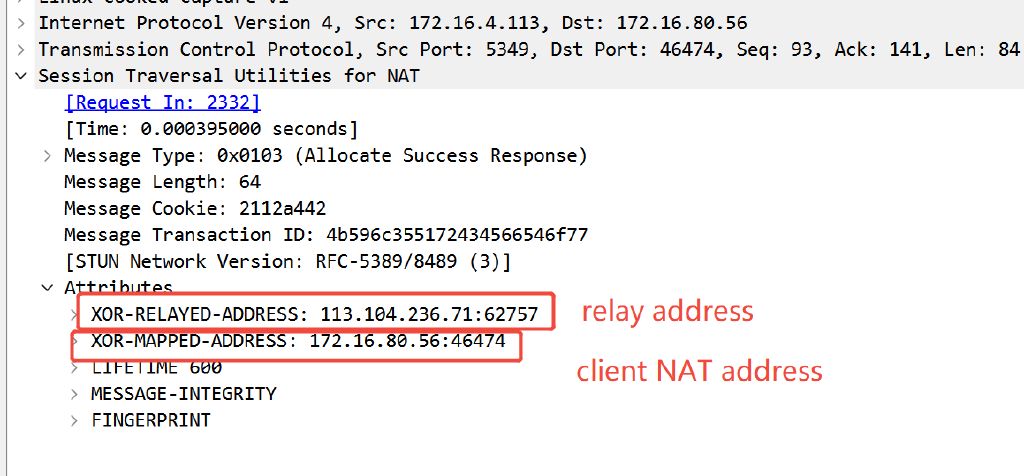 Linux cooked capture v1
Internet Protocol Version 4, Src: 172.16.4.113, Dst: 172.16.80.56
Transmission Control Protocol, Src Port: 5349, Dst Port: 46474, Seq: 93, Ack: 141, Len: 84
Session Traversal Utilities for NAT
[Request In: 2332]
[Time: 0.000395000 seconds]
Message Type: 0x0103 (Allocate Success Response)
Message Length: 64
Message Cookie: 2112a442
Message Transaction ID: 4b596c355172434566546f77
[STUN Network Version: RFC-5389/8489 (3)]
Attributes
XOR-RELAYED-ADDRESS: 113.104.236.71:62757
relay address
XOR-MAPPED-ADDRESS: 172.16.80.56:46474
client NAT address
LIFETIME 600
MESSAGE-INTEGRITY
FINGERPRINT